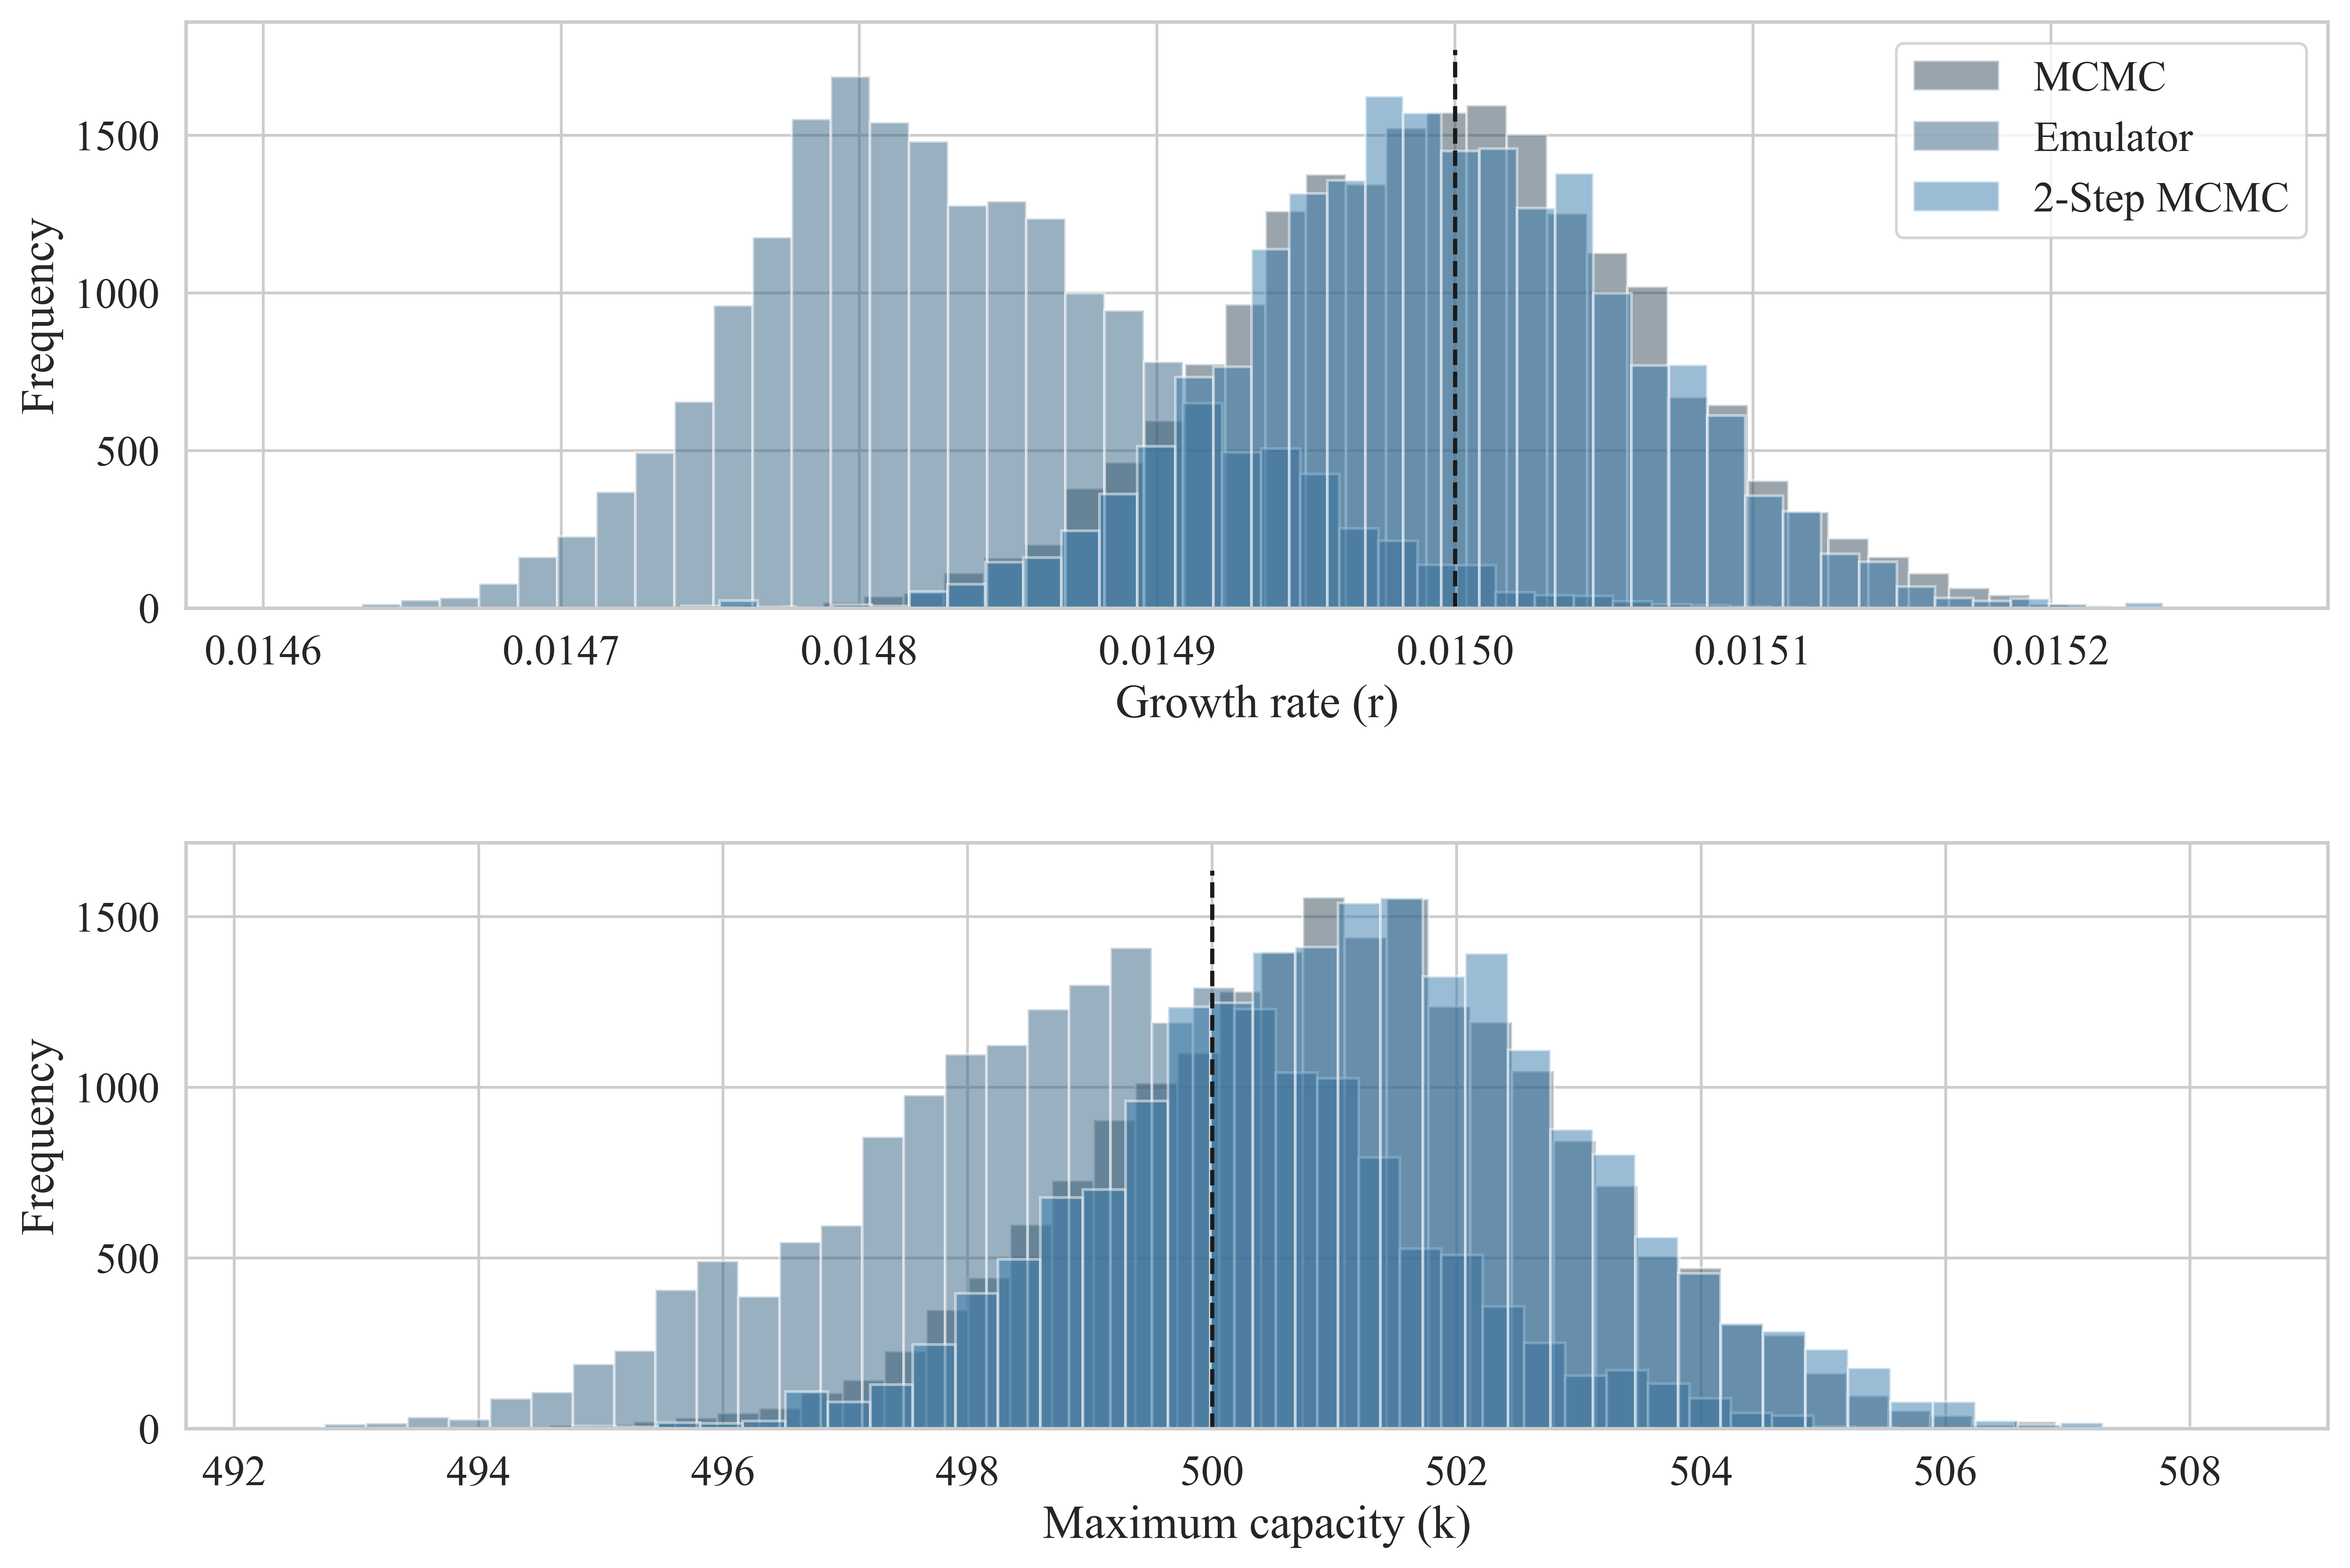 MCMC
Emulator
2-Step MCMC
Frequency
1500
1000
500
0
0.0146 0.0147 0.0148 0.0149 0.0150 0.0151 0.0152
Growth rate (r)
Frequency
1500
1000
500
0
492 494 496 498 500 502 504 506 508
Maximum capacity (k)